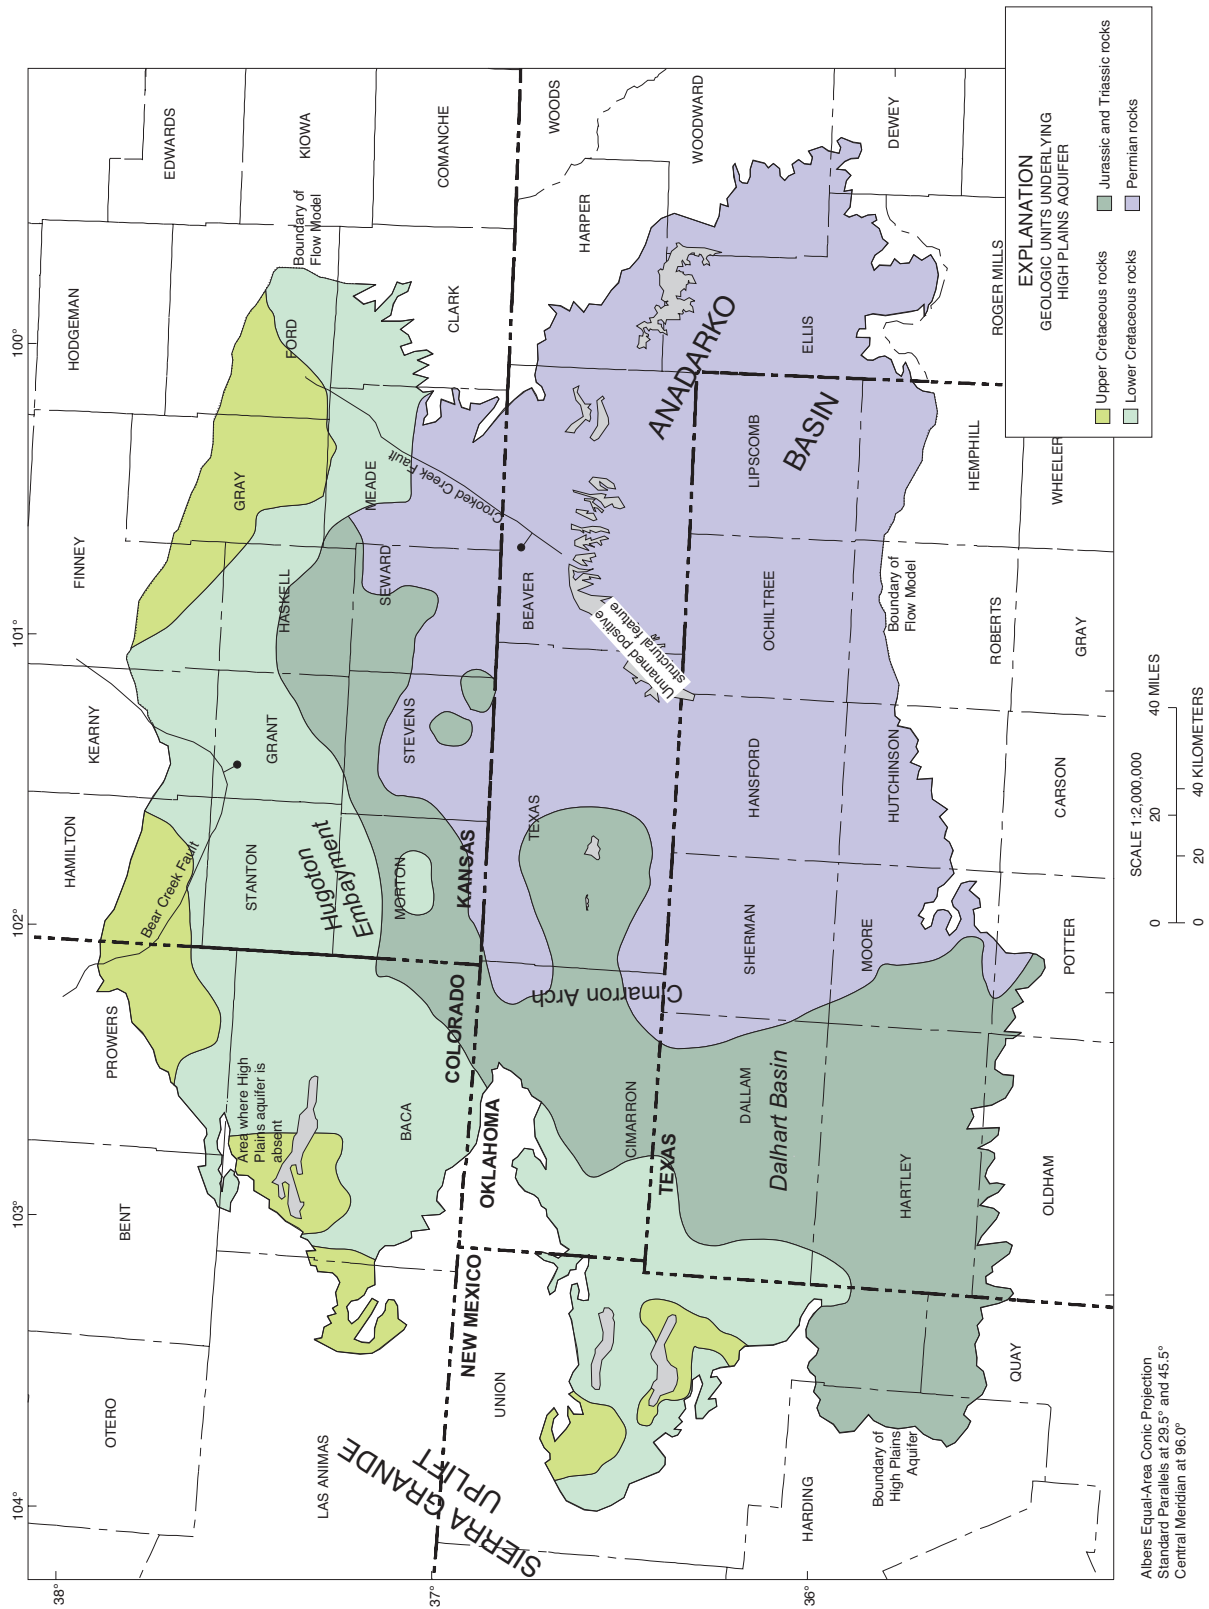 104°
103°
102°
101°
100°
38°
37°
36°
OTERO
BENT
PROWERS
HAMILTON
KEARNY
FINNEY
HODGEMAN
EDWARDS
KIOWA
COMANCHE
Boundary of
Flow Model
FORD
GRAY
CLARK
MEADE
Crooked Creek Fault
HASKELL
SEWARD
GRANT
STEVENS
STANTON
MORTON
Bear Creek Fault
Hugoton
Embayment
KANSAS
COLORADO
Area where High
Plains aquifer is
absent
BACA
LAS ANIMAS
SIERRA GRANDE
UPLIFT
NEW MEXICO
OKLAHOMA
UNION
CIMARRON
Cimarron Arch
TEXAS
BEAVER
HARPER
WOODS
WOODWARD
DEWEY
ELLIS
ROGER MILLS
ANADARKO
BASIN
Unnamed positive
structural feature
TEXAS
DALLAM
Dalhart Basin
SHERMAN
HANSFORD
OCHILTREE
LIPSCOMB
HARTLEY
MOORE
HUTCHINSON
Boundary of
Flow Model
ROBERTS
HEMPHILL
WHEELER
GRAY
CARSON
POTTER
OLDHAM
QUAY
HARDING
Boundary of
High Plains
Aquifer
EXPLANATION
GEOLOGIC UNITS UNDERLYING
HIGH PLAINS AQUIFER
Upper Cretaceous rocks
Lower Cretaceous rocks
Jurassic and Triassic rocks
Permian rocks
SCALE 1:2,000,000
0 20 40 MILES
0 20 40 KILOMETERS
Albers Equal-Area Conic Projection
Standard Parallels at 29.5° and 45.5°
Central Meridian at 96.0°